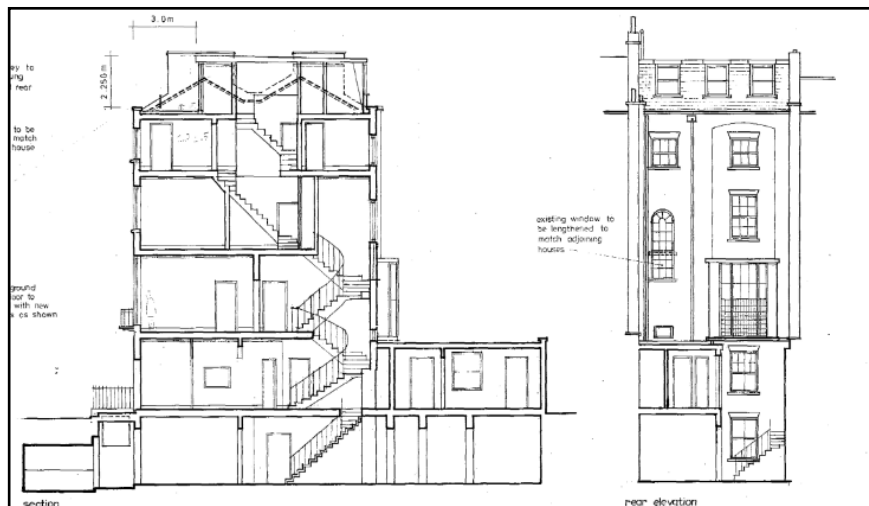 3.0m
2.250m
ey to
ung
rear
to be
match
house
ground
oor to
with new
as shown
existing window to
be lengthened to
match adjoining
houses
section
rear elevation